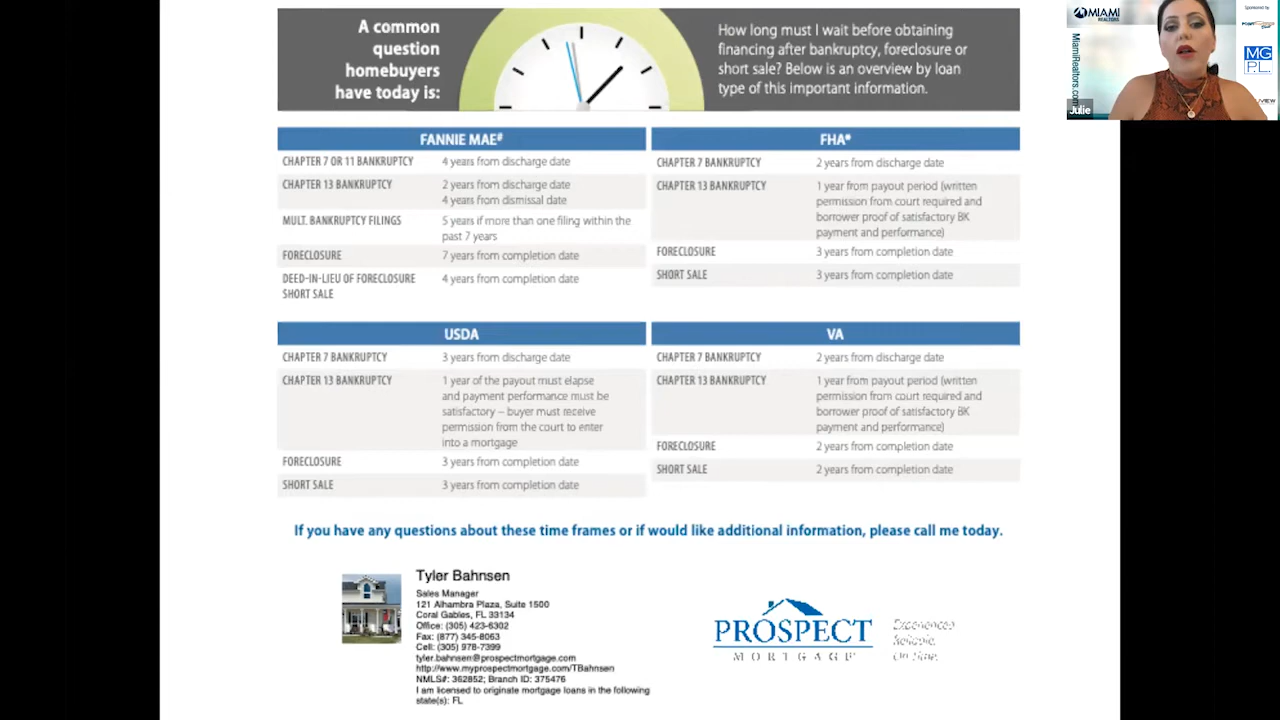 A common
question
homebuyers
have today is:
How long must I wait before obtaining
financing after bankruptcy, foreclosure or
short sale? Below is an overview by loan
type of this important information.
FANNIE MAE#
CHAPTER 7 OR 11 BANKRUPTCY 4 years from discharge date
CHAPTER 13 BANKRUPTCY 2 years from discharge date
4 years from dismissal date
MULT. BANKRUPTCY FILINGS 5 years if more than one filing within the
past 7 years
FORECLOSURE 7 years from completion date
DEED-IN-LIEU OF FORECLOSURE 4 years from completion date
SHORT SALE
FHA*
CHAPTER 7 BANKRUPTCY 2 years from discharge date
CHAPTER 13 BANKRUPTCY 1 year from payout period (written
permission from court required and
borrower proof of satisfactory BK
payment and performance)
FORECLOSURE 3 years from completion date
SHORT SALE 3 years from completion date
USDA
CHAPTER 7 BANKRUPTCY 3 years from discharge date
CHAPTER 13 BANKRUPTCY 1 year of the payout must elapse
and payment performance must be
satisfactory – buyer must receive
permission from the court to enter
into a mortgage
FORECLOSURE 3 years from completion date
SHORT SALE 3 years from completion date
VA
CHAPTER 7 BANKRUPTCY 2 years from discharge date
CHAPTER 13 BANKRUPTCY 1 year from payout period (written
permission from court required and
borrower proof of satisfactory BK
payment and performance)
FORECLOSURE 2 years from completion date
SHORT SALE 2 years from completion date
If you have any questions about these time frames or if would like additional information, please call me today.
Tyler Bahnsen
Sales Manager
121 Alhambra Plaza, Suite 1500
Coral Gables, FL 33134
Office: (305) 423-6302
Fax: (877) 345-8063
Cell: (305) 978-7399
tyler.bahnsen@prospectmortgage.com
http://www.myprospectmortgage.com/TBahnsen
NMLS#: 362852; Branch ID: 375476
I am licensed to originate mortgage loans in the following
state(s): FL
PROSPECT
MORTGAGE
Experienced.
Reliable.
On time.
MIAMI
REALTORS
MiamiRealtors.com
Julie
Sponsored by
MG
P.L.